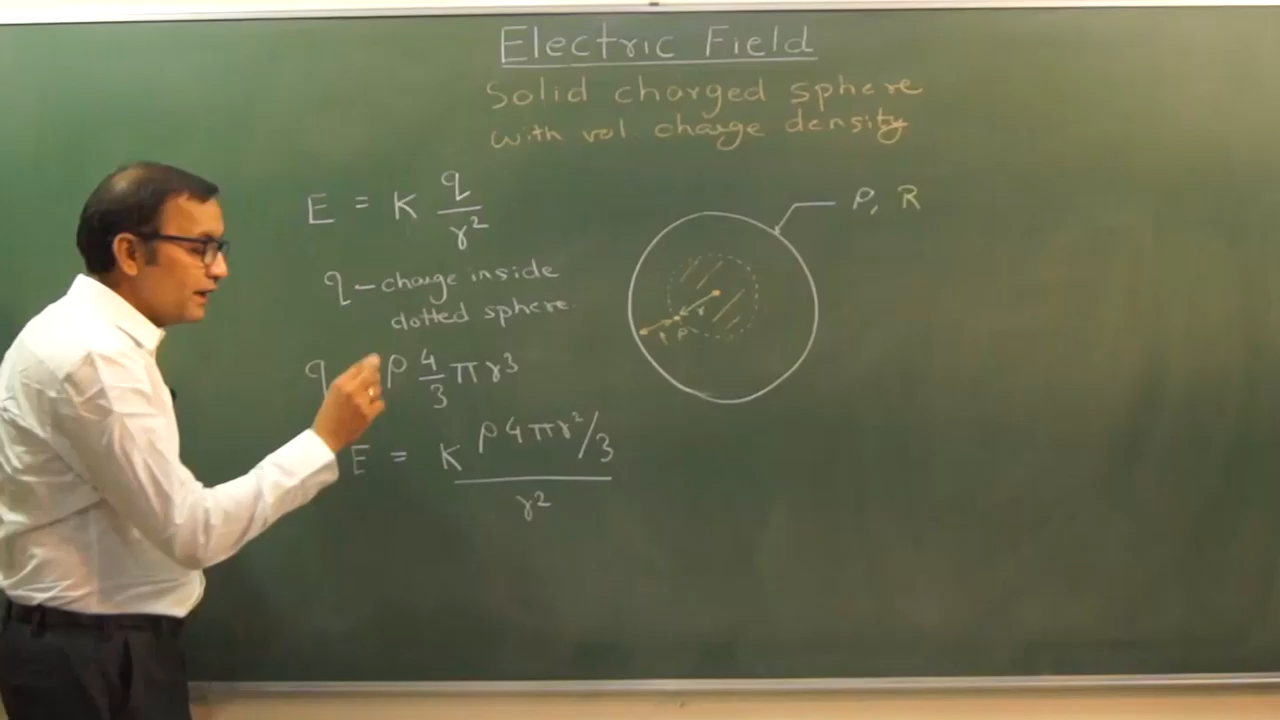 Electric Field
Solid charged sphere
with vol. charge density
E = K q/r²
q – charge inside
dotted sphere.
q ρ 4/3 πr³
E = K ρ4πr²/3 / r²
ρ, R
r
P